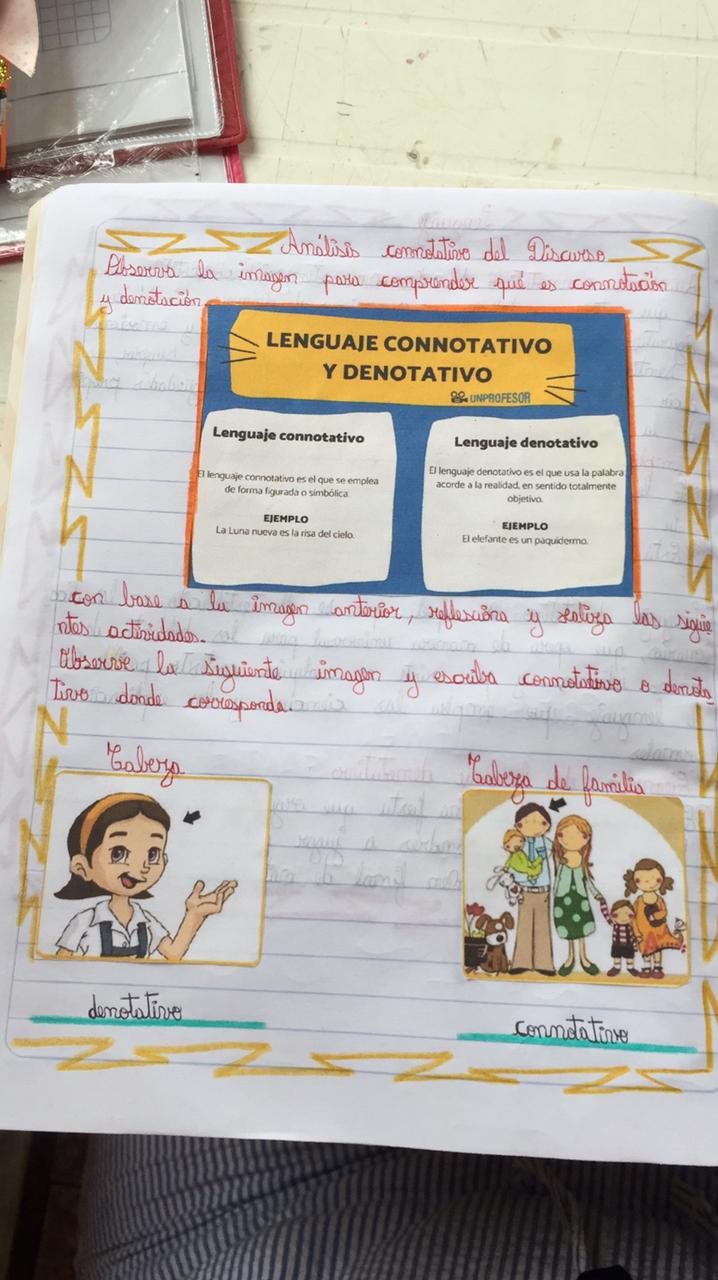 Análisis connotativo del Discurso
Observa la imagen para comprender qué es connotación
y denotación
LENGUAJE CONNOTATIVO
Y DENOTATIVO
UNPROFESOR
Lenguaje connotativo
El lenguaje connotativo es el que se emplea
de forma figurada o simbólica.
EJEMPLO
La Luna nueva es la risa del cielo.
Lenguaje denotativo
El lenguaje denotativo es el que usa la palabra
acorde a la realidad, en sentido totalmente
objetivo.
EJEMPLO
El elefante es un paquidermo.
con base a la imagen anterior, reflexiona y realiza las siguie
ntes actividades.
Observe la siguiente imagen y escriba connotativo o denota
tivo donde corresponda.
Cabeza
Cabeza de familia
denotativo
connotativo